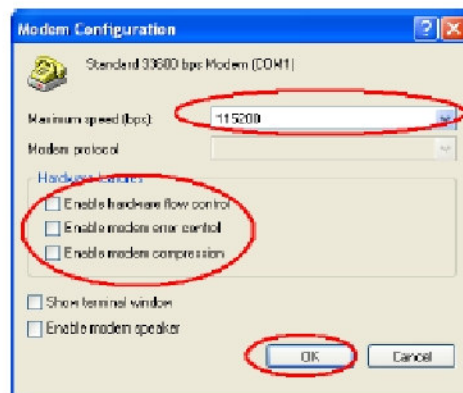 Modem Configuration
Standard 33600 bps Modem (COM1)
Maximum speed (bps):
115200
Modem protocol
Hardware features
Enable hardware flow control
Enable modem error control
Enable modem compression
Show terminal window
Enable modem speaker
OK
Cancel